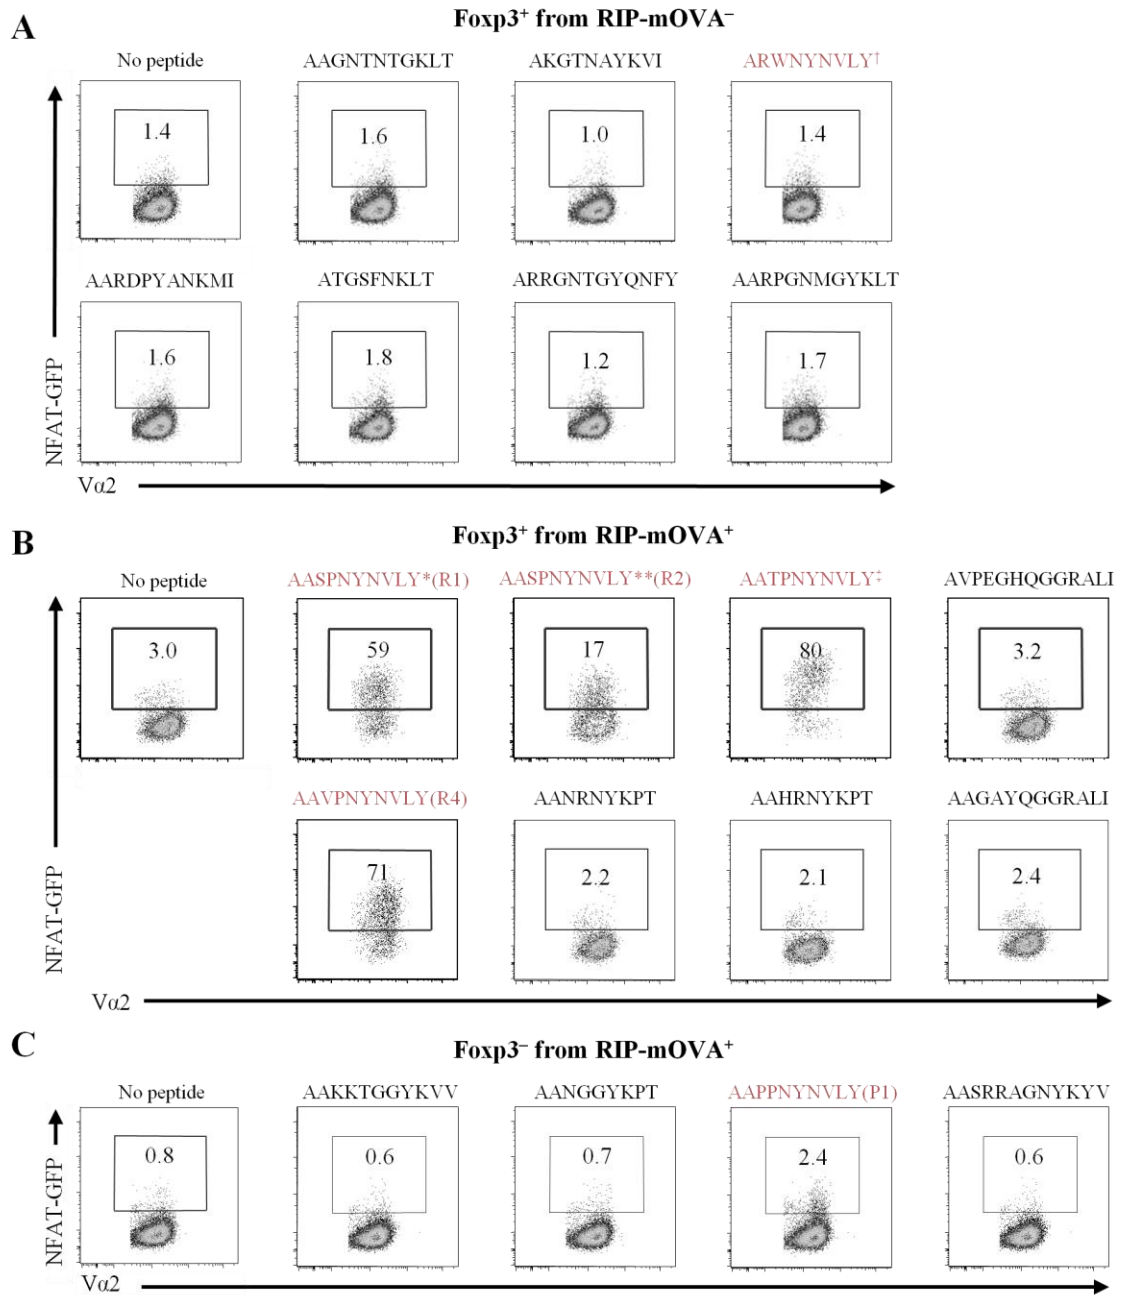 A
Foxp3⁺ from RIP-mOVA⁻
No peptide
AAGNTNTGKLT
AKGTNAYKVI
ARWNYNVLY†
1.4
1.6
1.0
1.4
AARDPYANKMI
ATGSFNKLT
ARRGNTGYQNFY
AARPGNMGYKLT
1.6
1.8
1.2
1.7
NFAT-GFP
Vα2
B
Foxp3⁺ from RIP-mOVA⁺
No peptide
AASPNYNVLY*(R1)
AASPNYNVLY**(R2)
AATPNYNVLY‡
AVPEGHQGGRALI
3.0
59
17
80
3.2
AAVPNYNVLY(R4)
AANRNYKPT
AAHRNYKPT
AAGAYQGGRALI
71
2.2
2.1
2.4
NFAT-GFP
Vα2
C
Foxp3⁻ from RIP-mOVA⁺
No peptide
AAKKTGGYKVV
AANGGYKPT
AAPPNYNVLY(P1)
AASRRAGNYKYV
0.8
0.6
0.7
2.4
0.6
NFAT-GFP
Vα2